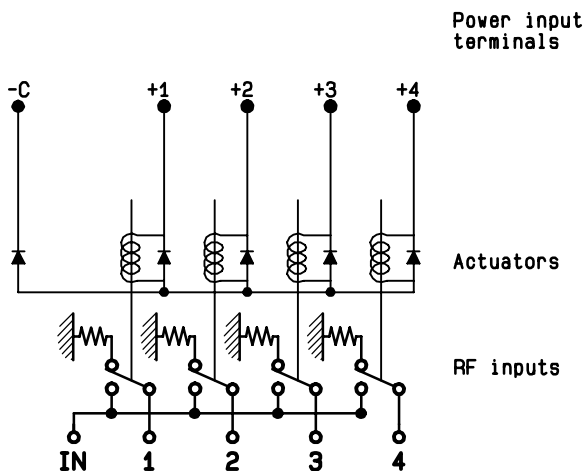 Power input
terminals
-C +1 +2 +3 +4
Actuators
RF inputs
IN 1 2 3 4